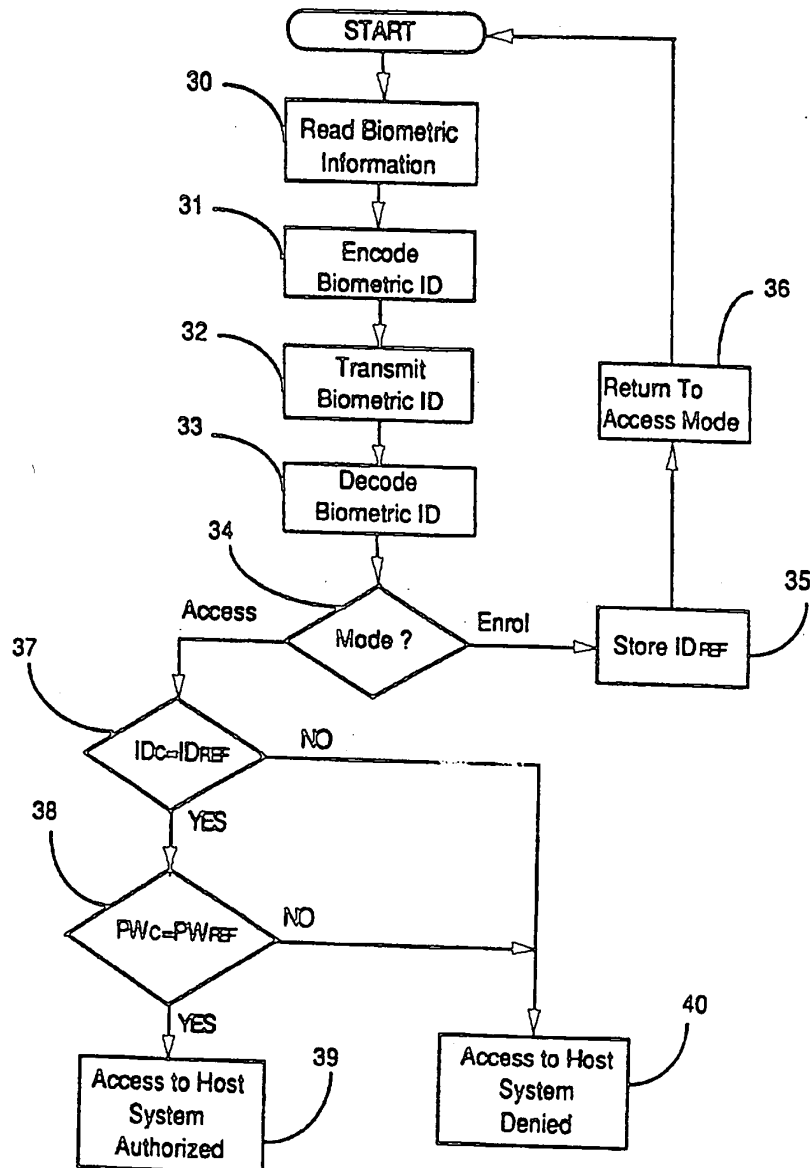 START
30
Read Biometric
Information
31
Encode
Biometric ID
32
Transmit
Biometric ID
33
Decode
Biometric ID
36
Return To
Access Mode
34
Access
Mode ?
Enrol
35
Store IDREF
37
IDC=IDREF
NO
YES
38
PWC=PWREF
NO
YES
39
Access to Host
System
Authorized
40
Access to Host
System
Denied